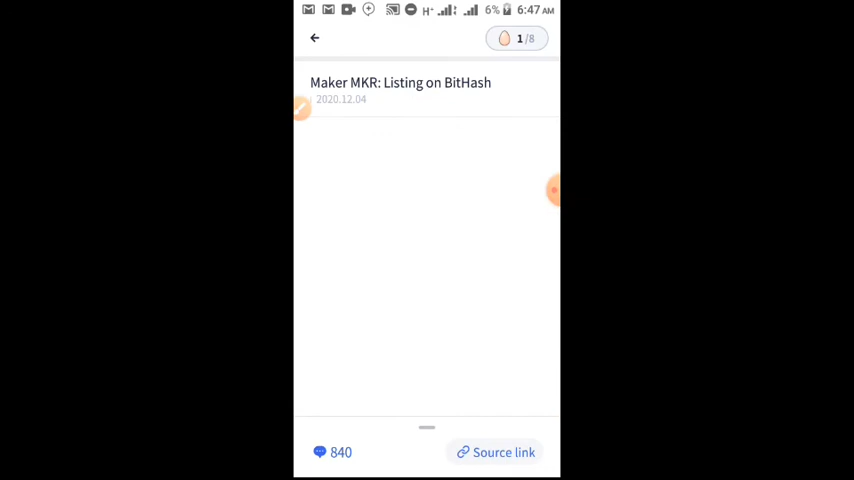 H+ 6% 6:47 AM
1/8
Maker MKR: Listing on BitHash
2020.12.04
840 Source link